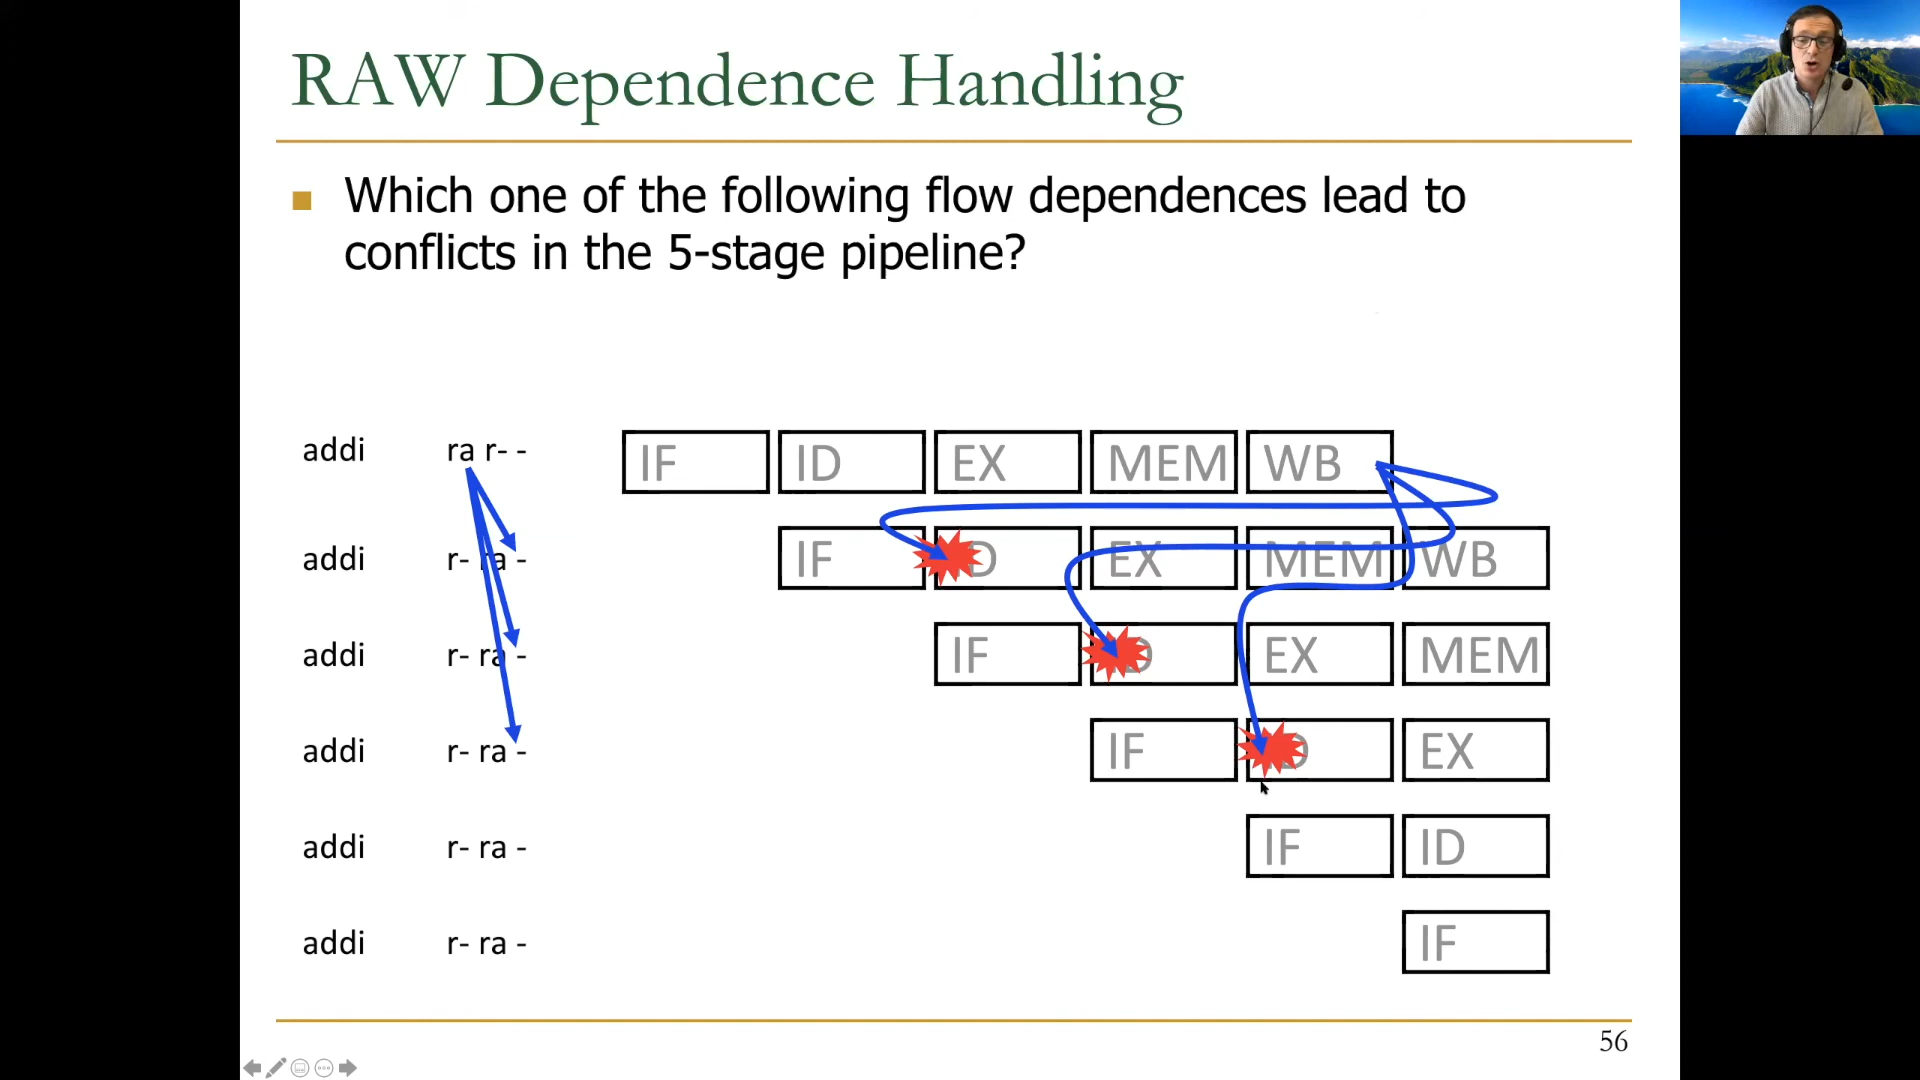 RAW Dependence Handling
Which one of the following flow dependences lead to
conflicts in the 5-stage pipeline?
addi ra r- - IF ID EX MEM WB
addi r- ra - IF ID EX MEM WB
addi r- ra - IF ID EX MEM
addi r- ra - IF ID EX
addi r- ra - IF ID
addi r- ra - IF
56